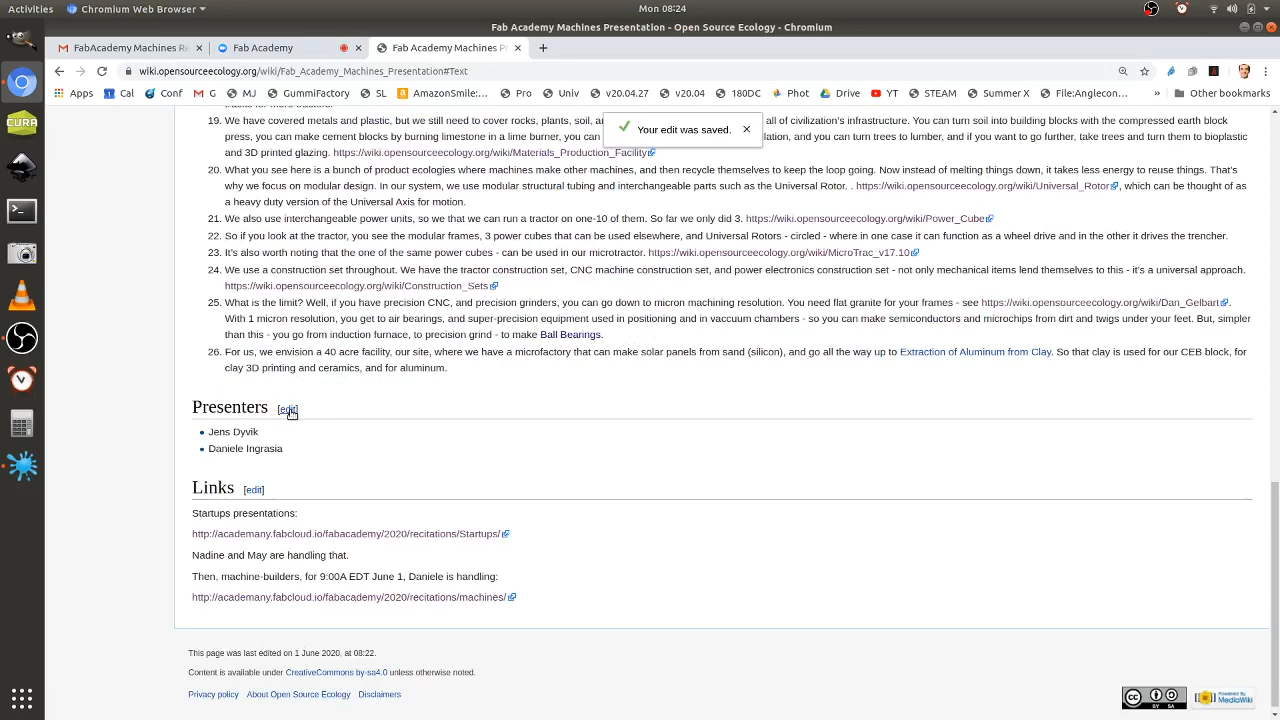 Activities
Chromium Web Browser
Mon 08:24
Fab Academy Machines Presentation - Open Source Ecology - Chromium
FabAcademy Machines Re
Fab Academy
Fab Academy Machines P
wiki.opensourceecology.org/wiki/Fab_Academy_Machines_Presentation#Text
Apps Cal Conf G MJ GummiFactory SL AmazonSmile:... Pro Univ v20.04.27 v20.04 180DC Phot Drive YT STEAM Summer X File:Anglecon... » Other bookmarks
Your edit was saved.
19. We have covered metals and plastic, but we still need to cover rocks, plants, soil, all of civilization's infrastructure. You can turn soil into building blocks with the compressed earth block
press, you can make cement blocks by burning limestone in a lime burner, you can lation, and you can turn trees to lumber, and if you want to go further, take trees and turn them to bioplastic
and 3D printed glazing. https://wiki.opensourceecology.org/wiki/Materials_Production_Facility
20. What you see here is a bunch of product ecologies where machines make other machines, and then recycle themselves to keep the loop going. Now instead of melting things down, it takes less energy to reuse things. That's
why we focus on modular design. In our system, we use modular structural tubing and interchangeable parts such as the Universal Rotor. . https://wiki.opensourceecology.org/wiki/Universal_Rotor, which can be thought of as
a heavy duty version of the Universal Axis for motion.
21. We also use interchangeable power units, so we that we can run a tractor on one-10 of them. So far we only did 3. https://wiki.opensourceecology.org/wiki/Power_Cube
22. So if you look at the tractor, you see the modular frames, 3 power cubes that can be used elsewhere, and Universal Rotors - circled - where in one case it can function as a wheel drive and in the other it drives the trencher.
23. It's also worth noting that the one of the same power cubes - can be used in our microtractor. https://wiki.opensourceecology.org/wiki/MicroTrac_v17.10
24. We use a construction set throughout. We have the tractor construction set, CNC machine construction set, and power electronics construction set - not only mechanical items lend themselves to this - it's a universal approach.
https://wiki.opensourceecology.org/wiki/Construction_Sets
25. What is the limit? Well, if you have precision CNC, and precision grinders, you can go down to micron machining resolution. You need flat granite for your frames - see https://wiki.opensourceecology.org/wiki/Dan_Gelbart.
With 1 micron resolution, you get to air bearings, and super-precision equipment used in positioning and in vaccuum chambers - so you can make semiconductors and microchips from dirt and twigs under your feet. But, simpler
than this - you go from induction furnace, to precision grind - to make Ball Bearings.
26. For us, we envision a 40 acre facility, our site, where we have a microfactory that can make solar panels from sand (silicon), and go all the way up to Extraction of Aluminum from Clay. So that clay is used for our CEB block, for
clay 3D printing and ceramics, and for aluminum.
Presenters [edit]
Jens Dyvik
Daniele Ingrasia
Links [edit]
Startups presentations:
http://academany.fabcloud.io/fabacademy/2020/recitations/Startups/
Nadine and May are handling that.
Then, machine-builders, for 9:00A EDT June 1, Daniele is handling:
http://academany.fabcloud.io/fabacademy/2020/recitations/machines/
This page was last edited on 1 June 2020, at 08:22.
Content is available under CreativeCommons by-sa4.0 unless otherwise noted.
Privacy policy About Open Source Ecology Disclaimers
CURA